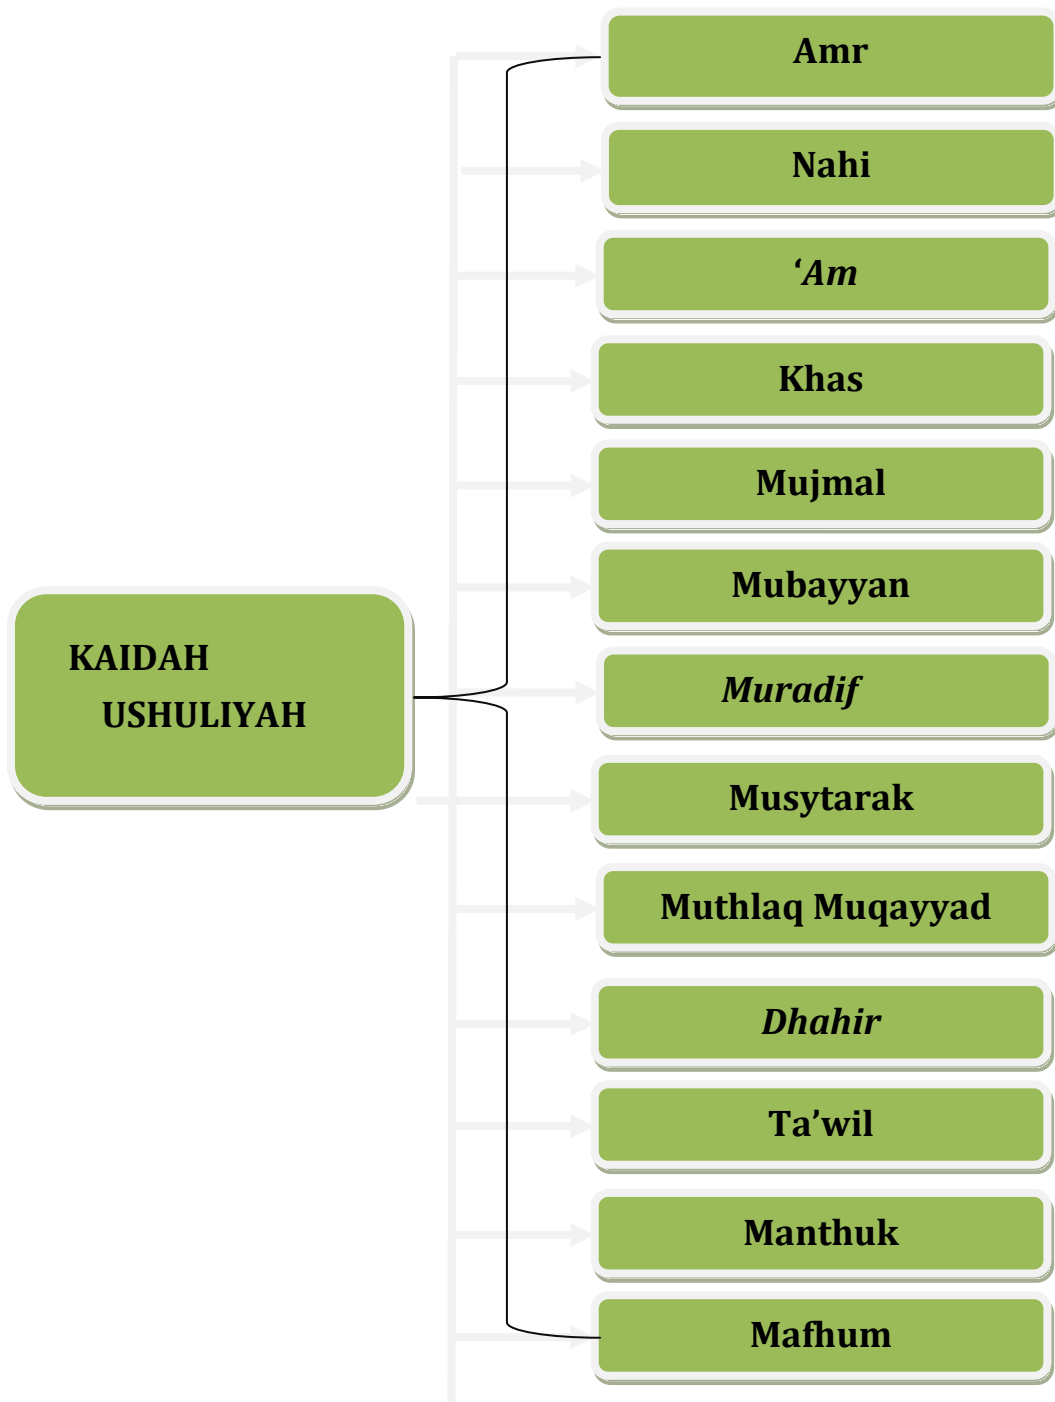 Amr
Nahi
‘Am
Khas
Mujmal
Mubayyan
KAIDAH
USHULIYAH
Muradif
Musytarak
Muthlaq Muqayyad
Dhahir
Ta’wil
Manthuk
Mafhum